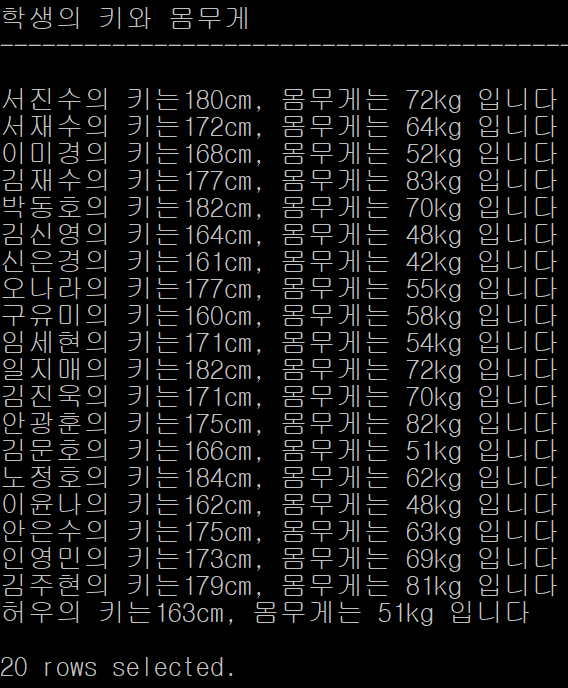 학생의 키와 몸무게
--------------------------------------------------------
서진수의 키는180cm, 몸무게는 72kg 입니다
서재수의 키는172cm, 몸무게는 64kg 입니다
이미경의 키는168cm, 몸무게는 52kg 입니다
김재수의 키는177cm, 몸무게는 83kg 입니다
박동호의 키는182cm, 몸무게는 70kg 입니다
김신영의 키는164cm, 몸무게는 48kg 입니다
신은경의 키는161cm, 몸무게는 42kg 입니다
오나라의 키는177cm, 몸무게는 55kg 입니다
구유미의 키는160cm, 몸무게는 58kg 입니다
임세현의 키는171cm, 몸무게는 54kg 입니다
일지매의 키는182cm, 몸무게는 72kg 입니다
김진욱의 키는171cm, 몸무게는 70kg 입니다
안광훈의 키는175cm, 몸무게는 82kg 입니다
김문호의 키는166cm, 몸무게는 51kg 입니다
노정호의 키는184cm, 몸무게는 62kg 입니다
이윤나의 키는162cm, 몸무게는 48kg 입니다
안은수의 키는175cm, 몸무게는 63kg 입니다
인영민의 키는173cm, 몸무게는 69kg 입니다
김주현의 키는179cm, 몸무게는 81kg 입니다
허우의 키는163cm, 몸무게는 51kg 입니다
20 rows selected.